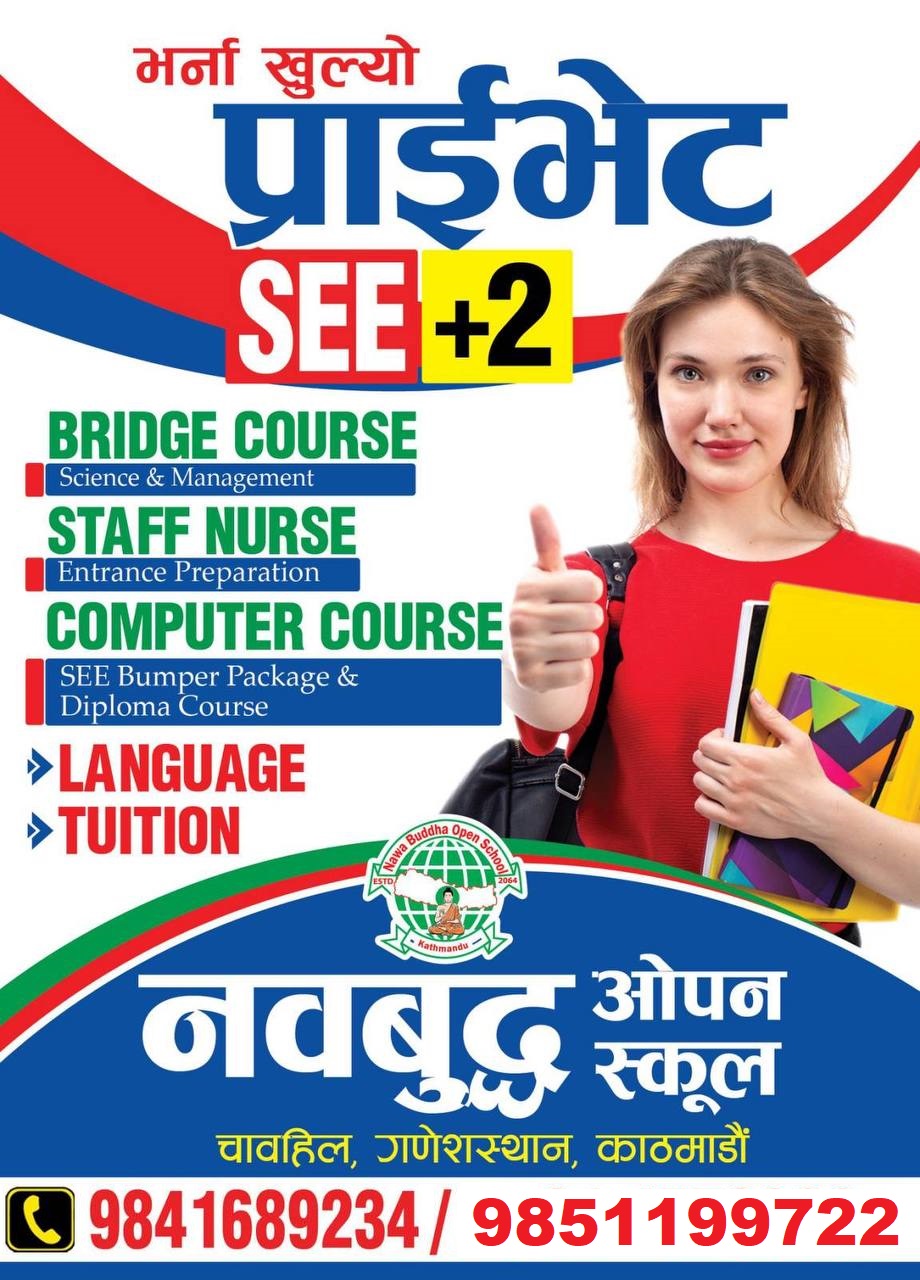 भर्ना खुल्यो
प्राईभेट
SEE +2
BRIDGE COURSE
Science & Management
STAFF NURSE
Entrance Preparation
COMPUTER COURSE
SEE Bumper Package &
Diploma Course
LANGUAGE
TUITION
Nawa Buddha Open School
ESTD 2064
Kathmandu
नवबुद्ध ओपन
स्कूल
चावहिल, गणेशस्थान, काठमाडौं
9841689234 / 9851199722